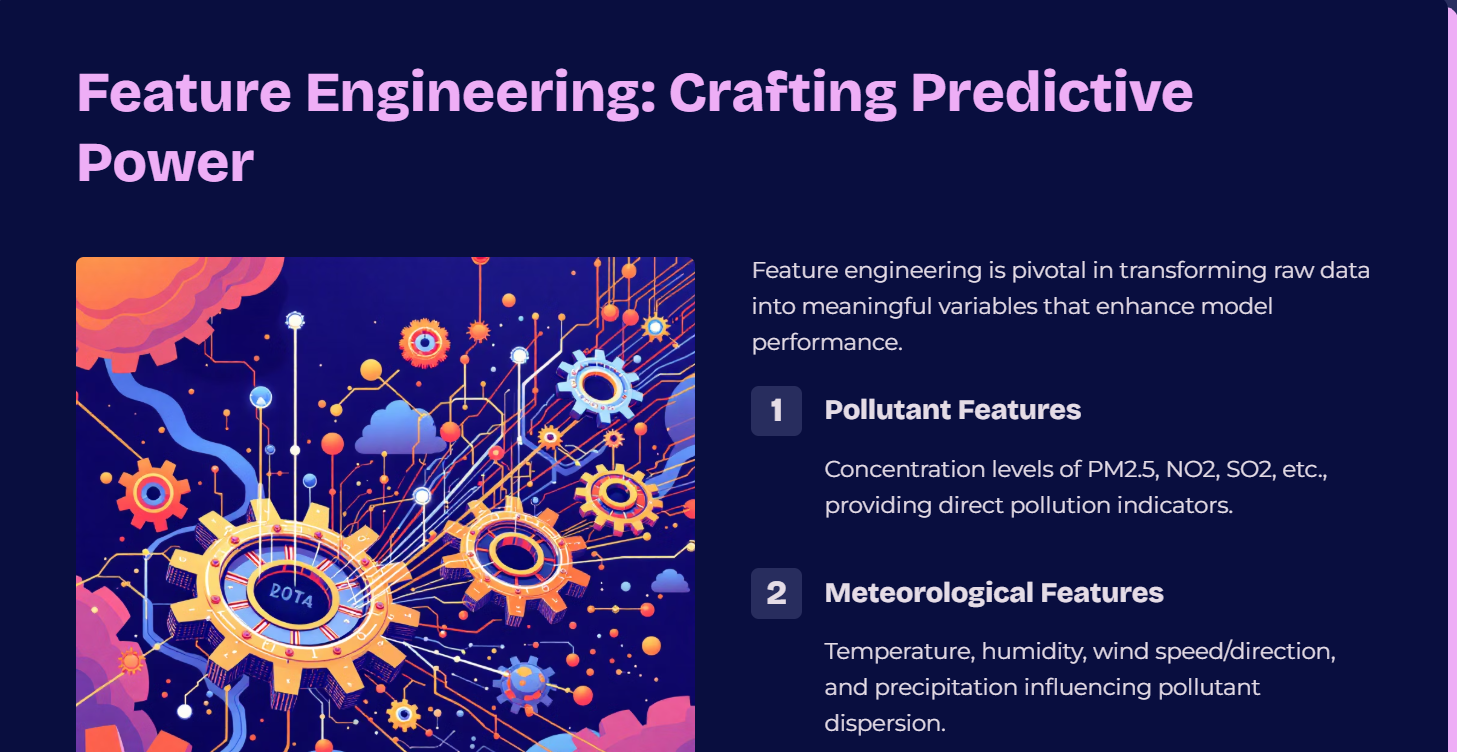 Feature Engineering: Crafting Predictive
Power
Feature engineering is pivotal in transforming raw data
into meaningful variables that enhance model
performance.
1 Pollutant Features
Concentration levels of PM2.5, NO2, SO2, etc.,
providing direct pollution indicators.
2 Meteorological Features
Temperature, humidity, wind speed/direction,
and precipitation influencing pollutant
dispersion.